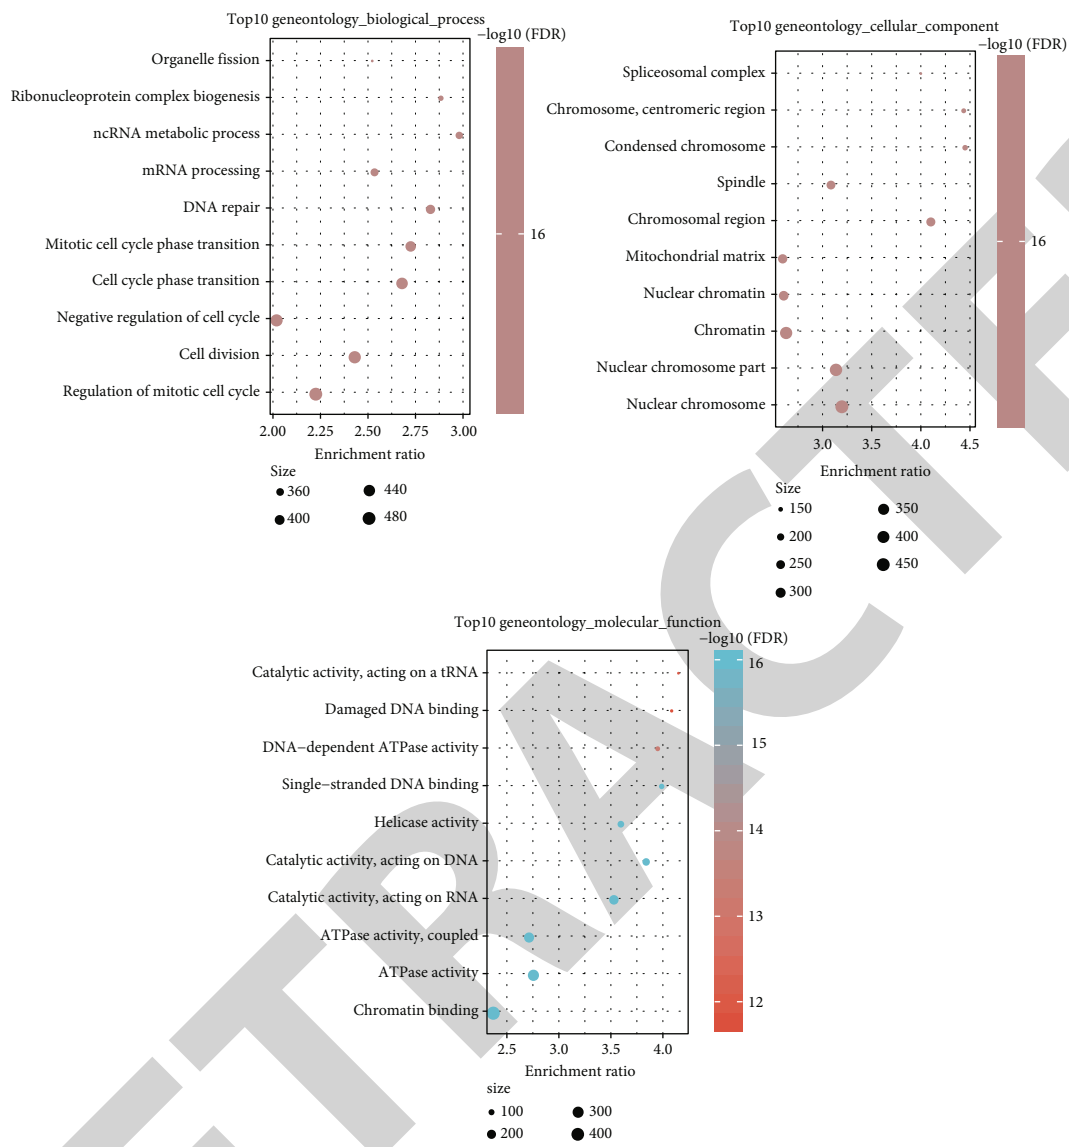 Top10 geneontology_biological_process
−log10 (FDR)
Organelle fission
Ribonucleoprotein complex biogenesis
ncRNA metabolic process
mRNA processing
DNA repair
Mitotic cell cycle phase transition
Cell cycle phase transition
Negative regulation of cell cycle
Cell division
Regulation of mitotic cell cycle
16
2.00 2.25 2.50 2.75 3.00
Enrichment ratio
Size
360 440
400 480
Top10 geneontology_cellular_component
−log10 (FDR)
Spliceosomal complex
Chromosome, centromeric region
Condensed chromosome
Spindle
Chromosomal region
Mitochondrial matrix
Nuclear chromatin
Chromatin
Nuclear chromosome part
Nuclear chromosome
16
3.0 3.5 4.0 4.5
Enrichment ratio
Size
150 350
200 400
250 450
300
Top10 geneontology_molecular_function
−log10 (FDR)
Catalytic activity, acting on a tRNA
Damaged DNA binding
DNA−dependent ATPase activity
Single−stranded DNA binding
Helicase activity
Catalytic activity, acting on DNA
Catalytic activity, acting on RNA
ATPase activity, coupled
ATPase activity
Chromatin binding
16
15
14
13
12
2.5 3.0 3.5 4.0
Enrichment ratio
size
100 300
200 400